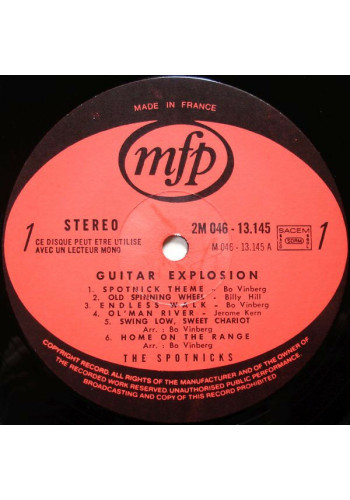 MADE IN FRANCE
mfp
1
STEREO
CE DISQUE PEUT ETRE UTILISE
AVEC UN LECTEUR MONO
2M 046 - 13.145
M 046 - 13.145 A
SACEM
1
GUITAR EXPLOSION
1. SPOTNICK THEME - Bo Vinberg
2. OLD SPINNING WHEEL - Billy Hill
3. ENDLESS WALK - Bo Vinberg
4. OL'MAN RIVER - Jerome Kern
5. SWING LOW, SWEET CHARIOT
Arr. : Bo Vinberg
6. HOME ON THE RANGE
Arr. : Bo Vinberg
THE SPOTNICKS
COPYRIGHT RECORD. ALL RIGHTS OF THE MANUFACTURER AND OF THE OWNER OF
THE RECORDED WORK RESERVED UNAUTHORISED PUBLIC PERFORMANCE.
BROADCASTING AND COPY OF THIS RECORD PROHIBITED